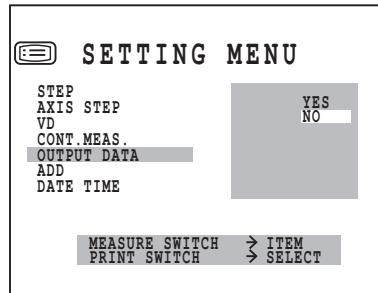 SETTING MENU
STEP
AXIS STEP
VD
CONT.MEAS.
OUTPUT DATA
ADD
DATE TIME
YES
NO
MEASURE SWITCH → ITEM
PRINT SWITCH → SELECT